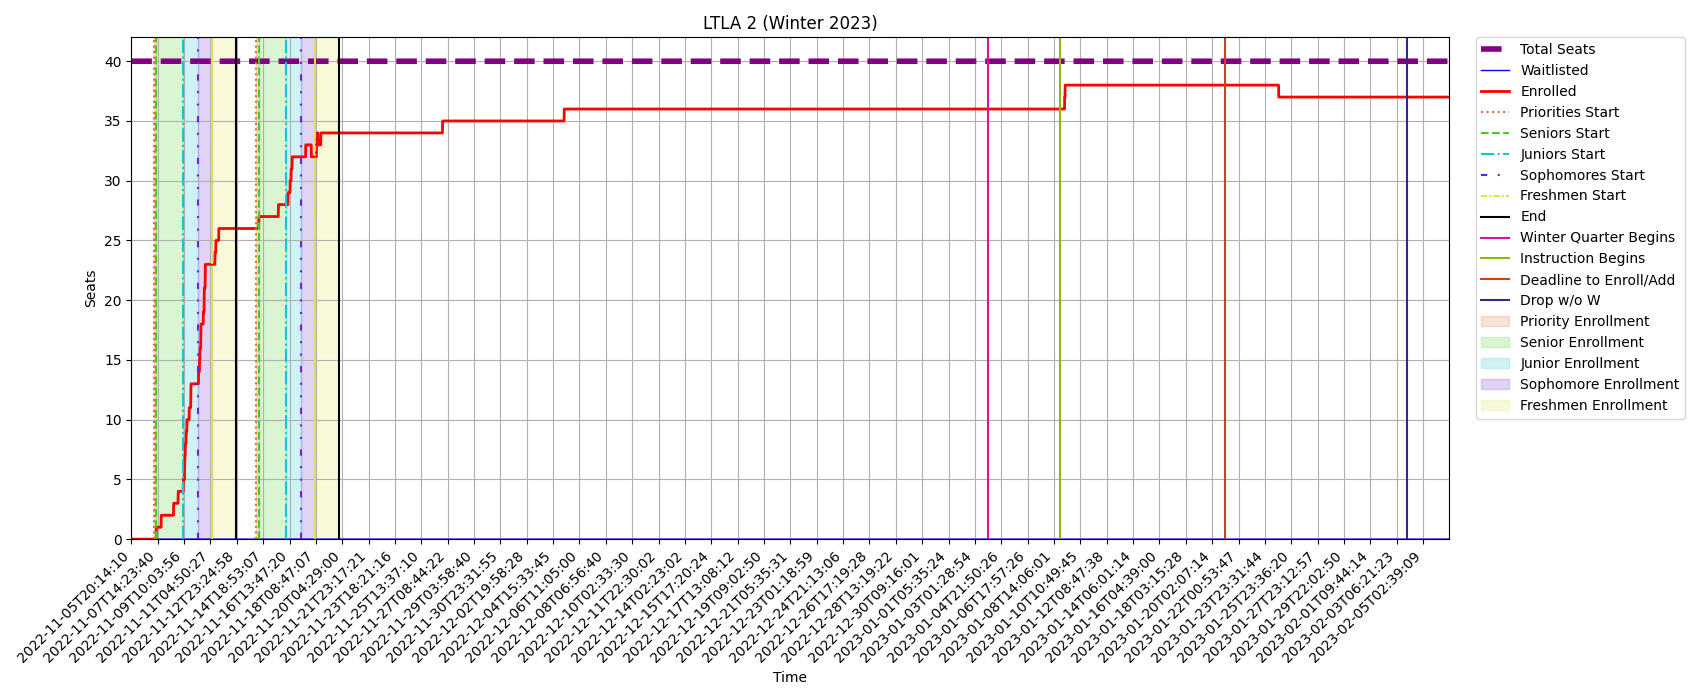 LTLA 2 (Winter 2023)
Seats
40
35
30
25
20
15
10
5
0
2022-11-05T20:14:10
2022-11-07T14:23:40
2022-11-09T10:03:56
2022-11-11T04:50:27
2022-11-12T23:24:58
2022-11-14T18:53:07
2022-11-16T13:47:20
2022-11-18T08:47:07
2022-11-20T04:29:00
2022-11-21T23:17:21
2022-11-23T18:21:16
2022-11-25T13:37:10
2022-11-27T08:44:22
2022-11-29T03:58:40
2022-11-30T23:31:55
2022-12-02T19:58:28
2022-12-04T15:33:45
2022-12-06T11:05:00
2022-12-08T06:56:40
2022-12-10T02:33:30
2022-12-11T22:30:02
2022-12-14T02:23:02
2022-12-15T17:20:24
2022-12-17T13:08:12
2022-12-19T09:02:50
2022-12-21T05:35:31
2022-12-23T01:18:59
2022-12-24T21:13:06
2022-12-26T17:19:28
2022-12-28T13:19:22
2022-12-30T09:16:01
2023-01-01T05:35:24
2023-01-03T01:28:54
2023-01-04T21:50:26
2023-01-06T17:57:26
2023-01-08T14:06:01
2023-01-10T10:49:45
2023-01-12T08:47:38
2023-01-14T06:01:14
2023-01-16T04:39:00
2023-01-18T03:15:28
2023-01-20T02:07:14
2023-01-22T00:53:47
2023-01-23T23:31:44
2023-01-25T23:36:20
2023-01-27T23:12:57
2023-01-29T22:02:50
2023-02-01T09:44:14
2023-02-03T06:21:23
2023-02-05T02:39:09
Time
Total Seats
Waitlisted
Enrolled
Priorities Start
Seniors Start
Juniors Start
Sophomores Start
Freshmen Start
End
Winter Quarter Begins
Instruction Begins
Deadline to Enroll/Add
Drop w/o W
Priority Enrollment
Senior Enrollment
Junior Enrollment
Sophomore Enrollment
Freshmen Enrollment